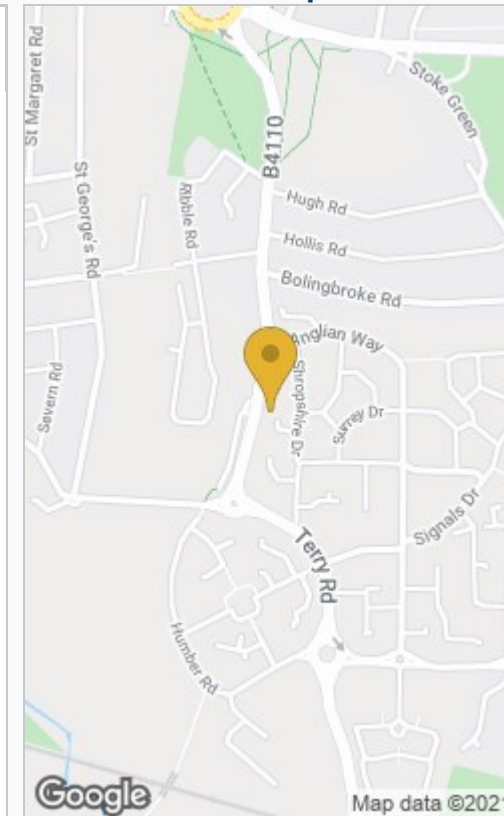 St Margaret Rd
Stoke Green
B4110
St George's Rd
Ribble Rd
Hugh Rd
Hollis Rd
Bolingbroke Rd
Anglian Way
Severn Rd
Shropshire Dr
Surrey Dr
Signals Dr
Terry Rd
Humber Rd
Google
Map data ©2021